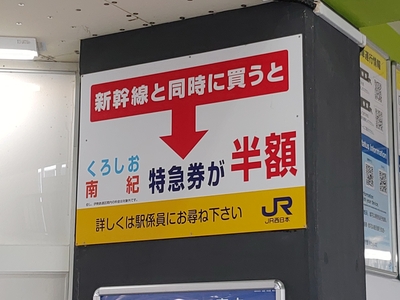 新幹線と同時に買うと
くろしお
南紀
特急券が
半額
詳しくは駅係員にお尋ね下さい
JR
JR西日本